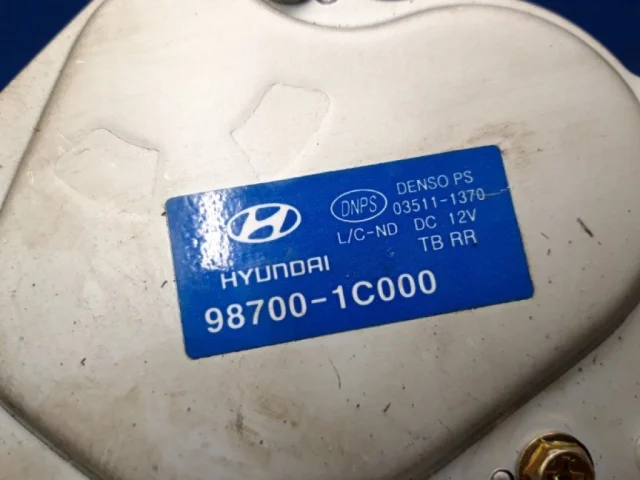 DENSO PS
DNPS 03511-1370
L/C-ND DC 12V
TB RR
HYUNDAI
98700-1C000